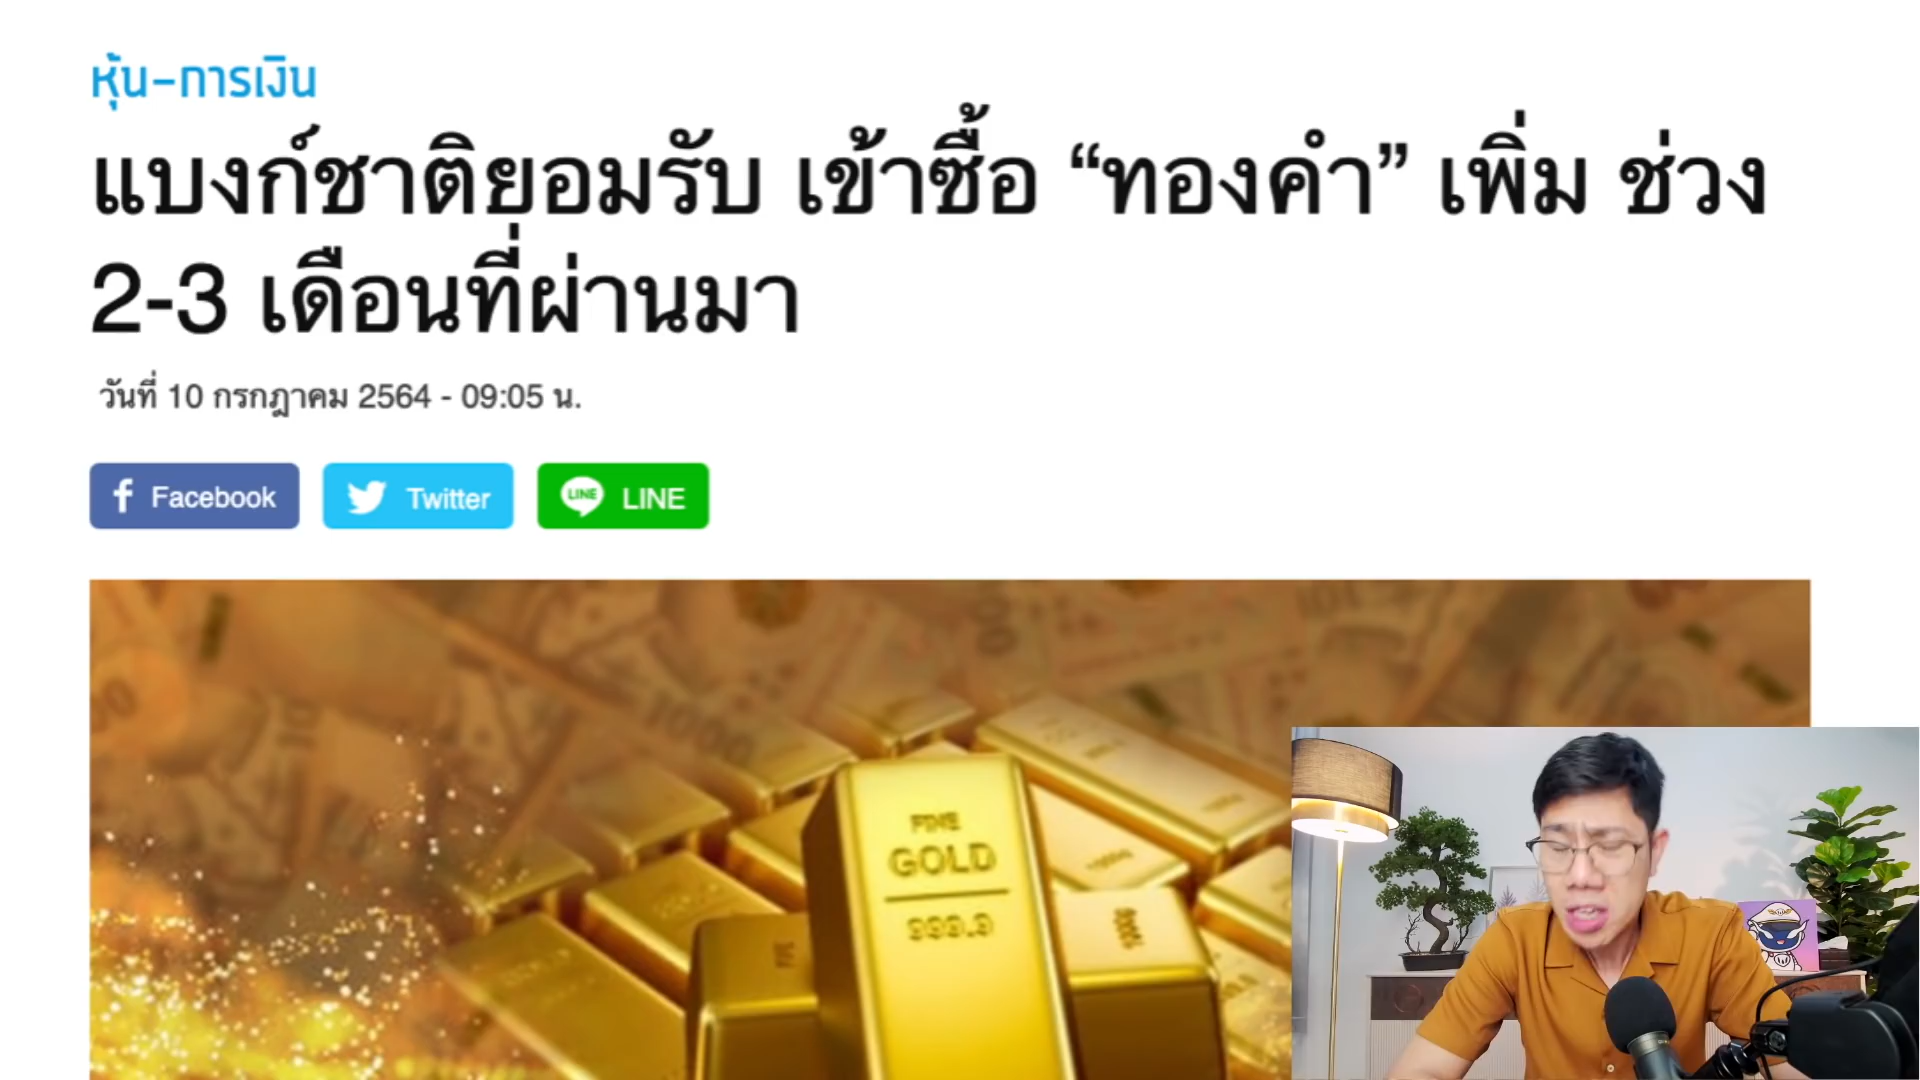 หุ้น-การเงิน
แบงก์ชาติยอมรับ เข้าซื้อ “ทองคำ” เพิ่ม ช่วง
2-3 เดือนที่ผ่านมา
วันที่ 10 กรกฎาคม 2564 - 09:05 น.
Facebook
Twitter
LINE LINE
FINE
GOLD
999.9